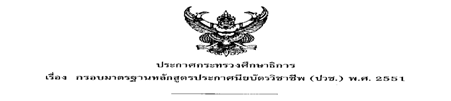 ประกาศกระทรวงศึกษาธิการ
เรื่อง กรอบมาตรฐานหลักสูตรประกาศนียบัตรวิชาชีพ (ปวช.) พ.ศ. 2551